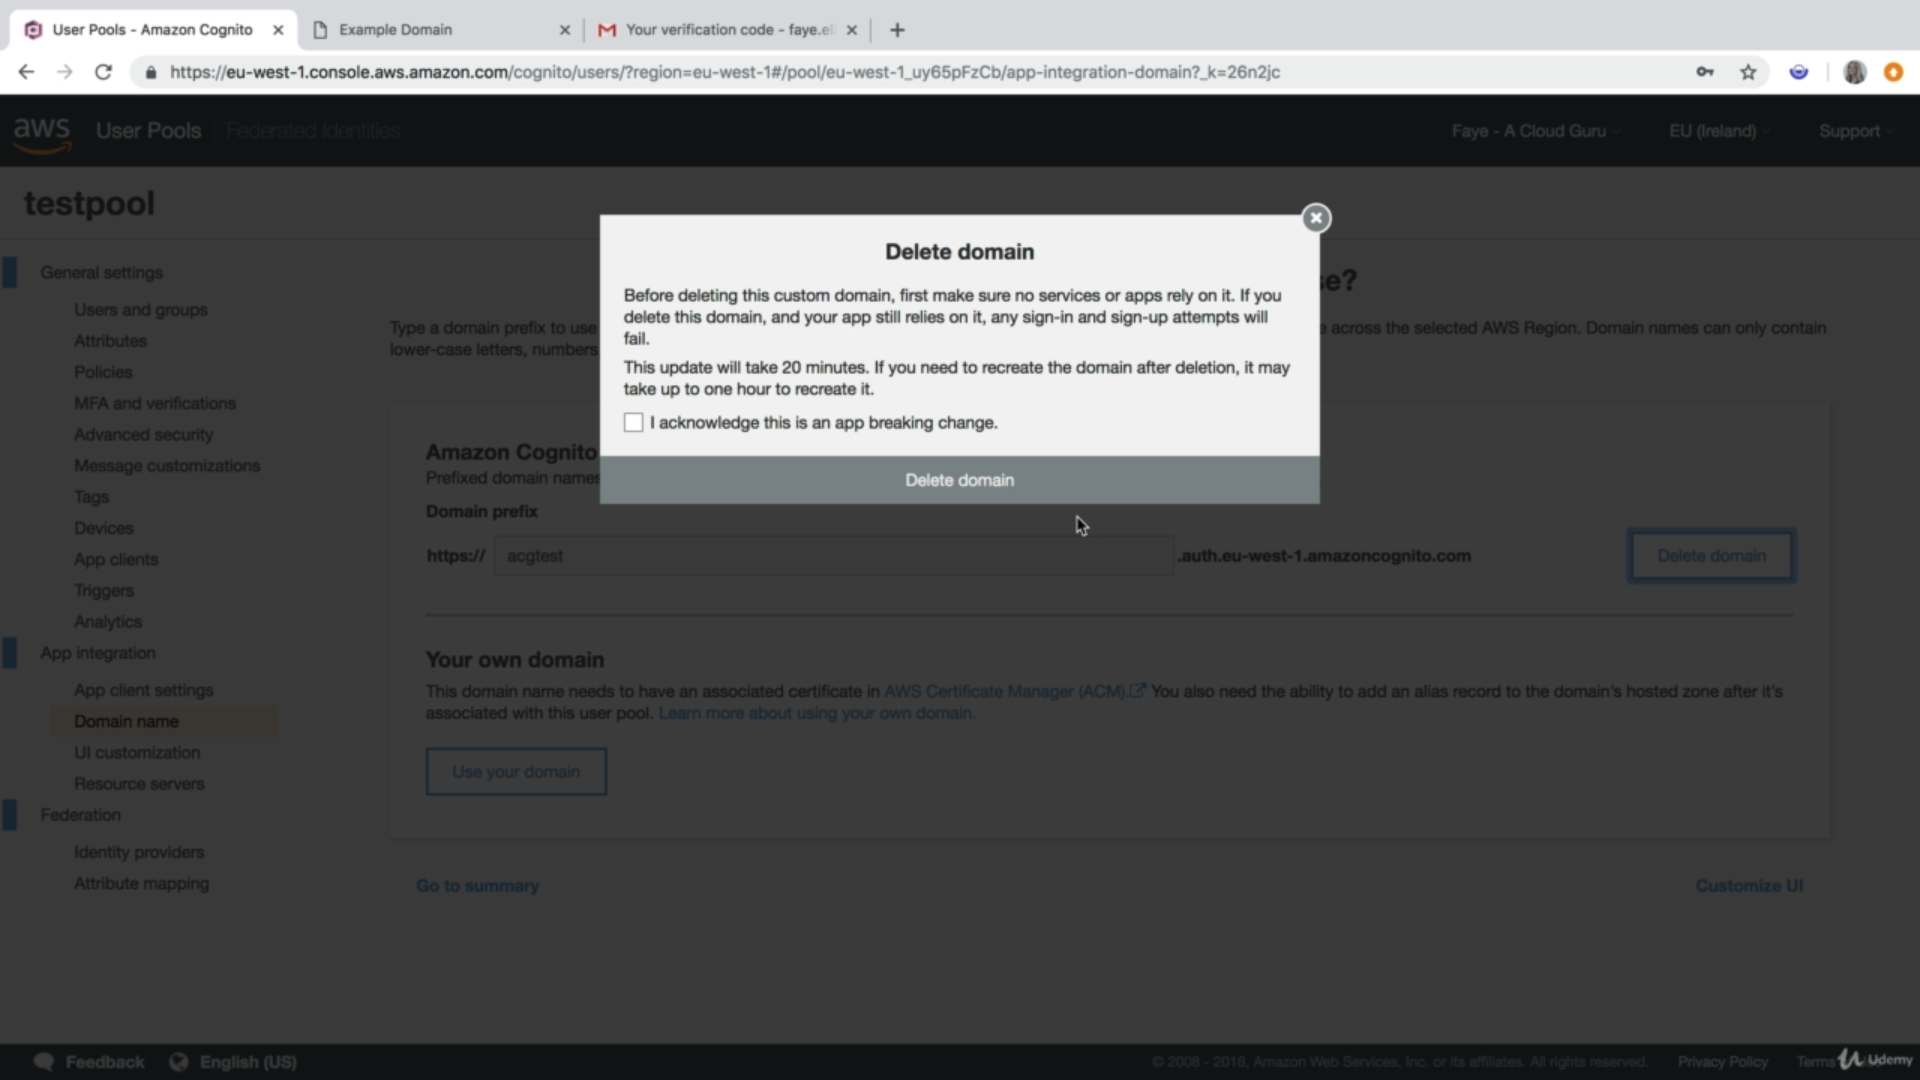 User Pools - Amazon Cognito
Example Domain
Your verification code - faye.el
https://eu-west-1.console.aws.amazon.com/cognito/users/?region=eu-west-1#/pool/eu-west-1_uy65pFzCb/app-integration-domain?_k=26n2jc
aws
User Pools
Federated Identities
Faye - A Cloud Guru
EU (Ireland)
Support
testpool
Delete domain
Before deleting this custom domain, first make sure no services or apps rely on it. If you
delete this domain, and your app still relies on it, any sign-in and sign-up attempts will
fail.
This update will take 20 minutes. If you need to recreate the domain after deletion, it may
take up to one hour to recreate it.
I acknowledge this is an app breaking change.
Delete domain
General settings
Users and groups
Attributes
Policies
MFA and verifications
Advanced security
Message customizations
Tags
Devices
App clients
Triggers
Analytics
App integration
App client settings
Domain name
UI customization
Resource servers
Federation
Identity providers
Attribute mapping
se?
Type a domain prefix to use
e across the selected AWS Region. Domain names can only contain
lower-case letters, numbers
Amazon Cognito
Prefixed domain names
Domain prefix
https://
acgtest
.auth.eu-west-1.amazoncognito.com
Delete domain
Your own domain
This domain name needs to have an associated certificate in AWS Certificate Manager (ACM). You also need the ability to add an alias record to the domain's hosted zone after it's
associated with this user pool. Learn more about using your own domain.
Use your domain
Go to summary
Customize UI
Feedback
English (US)
© 2008 - 2018, Amazon Web Services, Inc. or its affiliates. All rights reserved.
Privacy Policy
Terms
Udemy